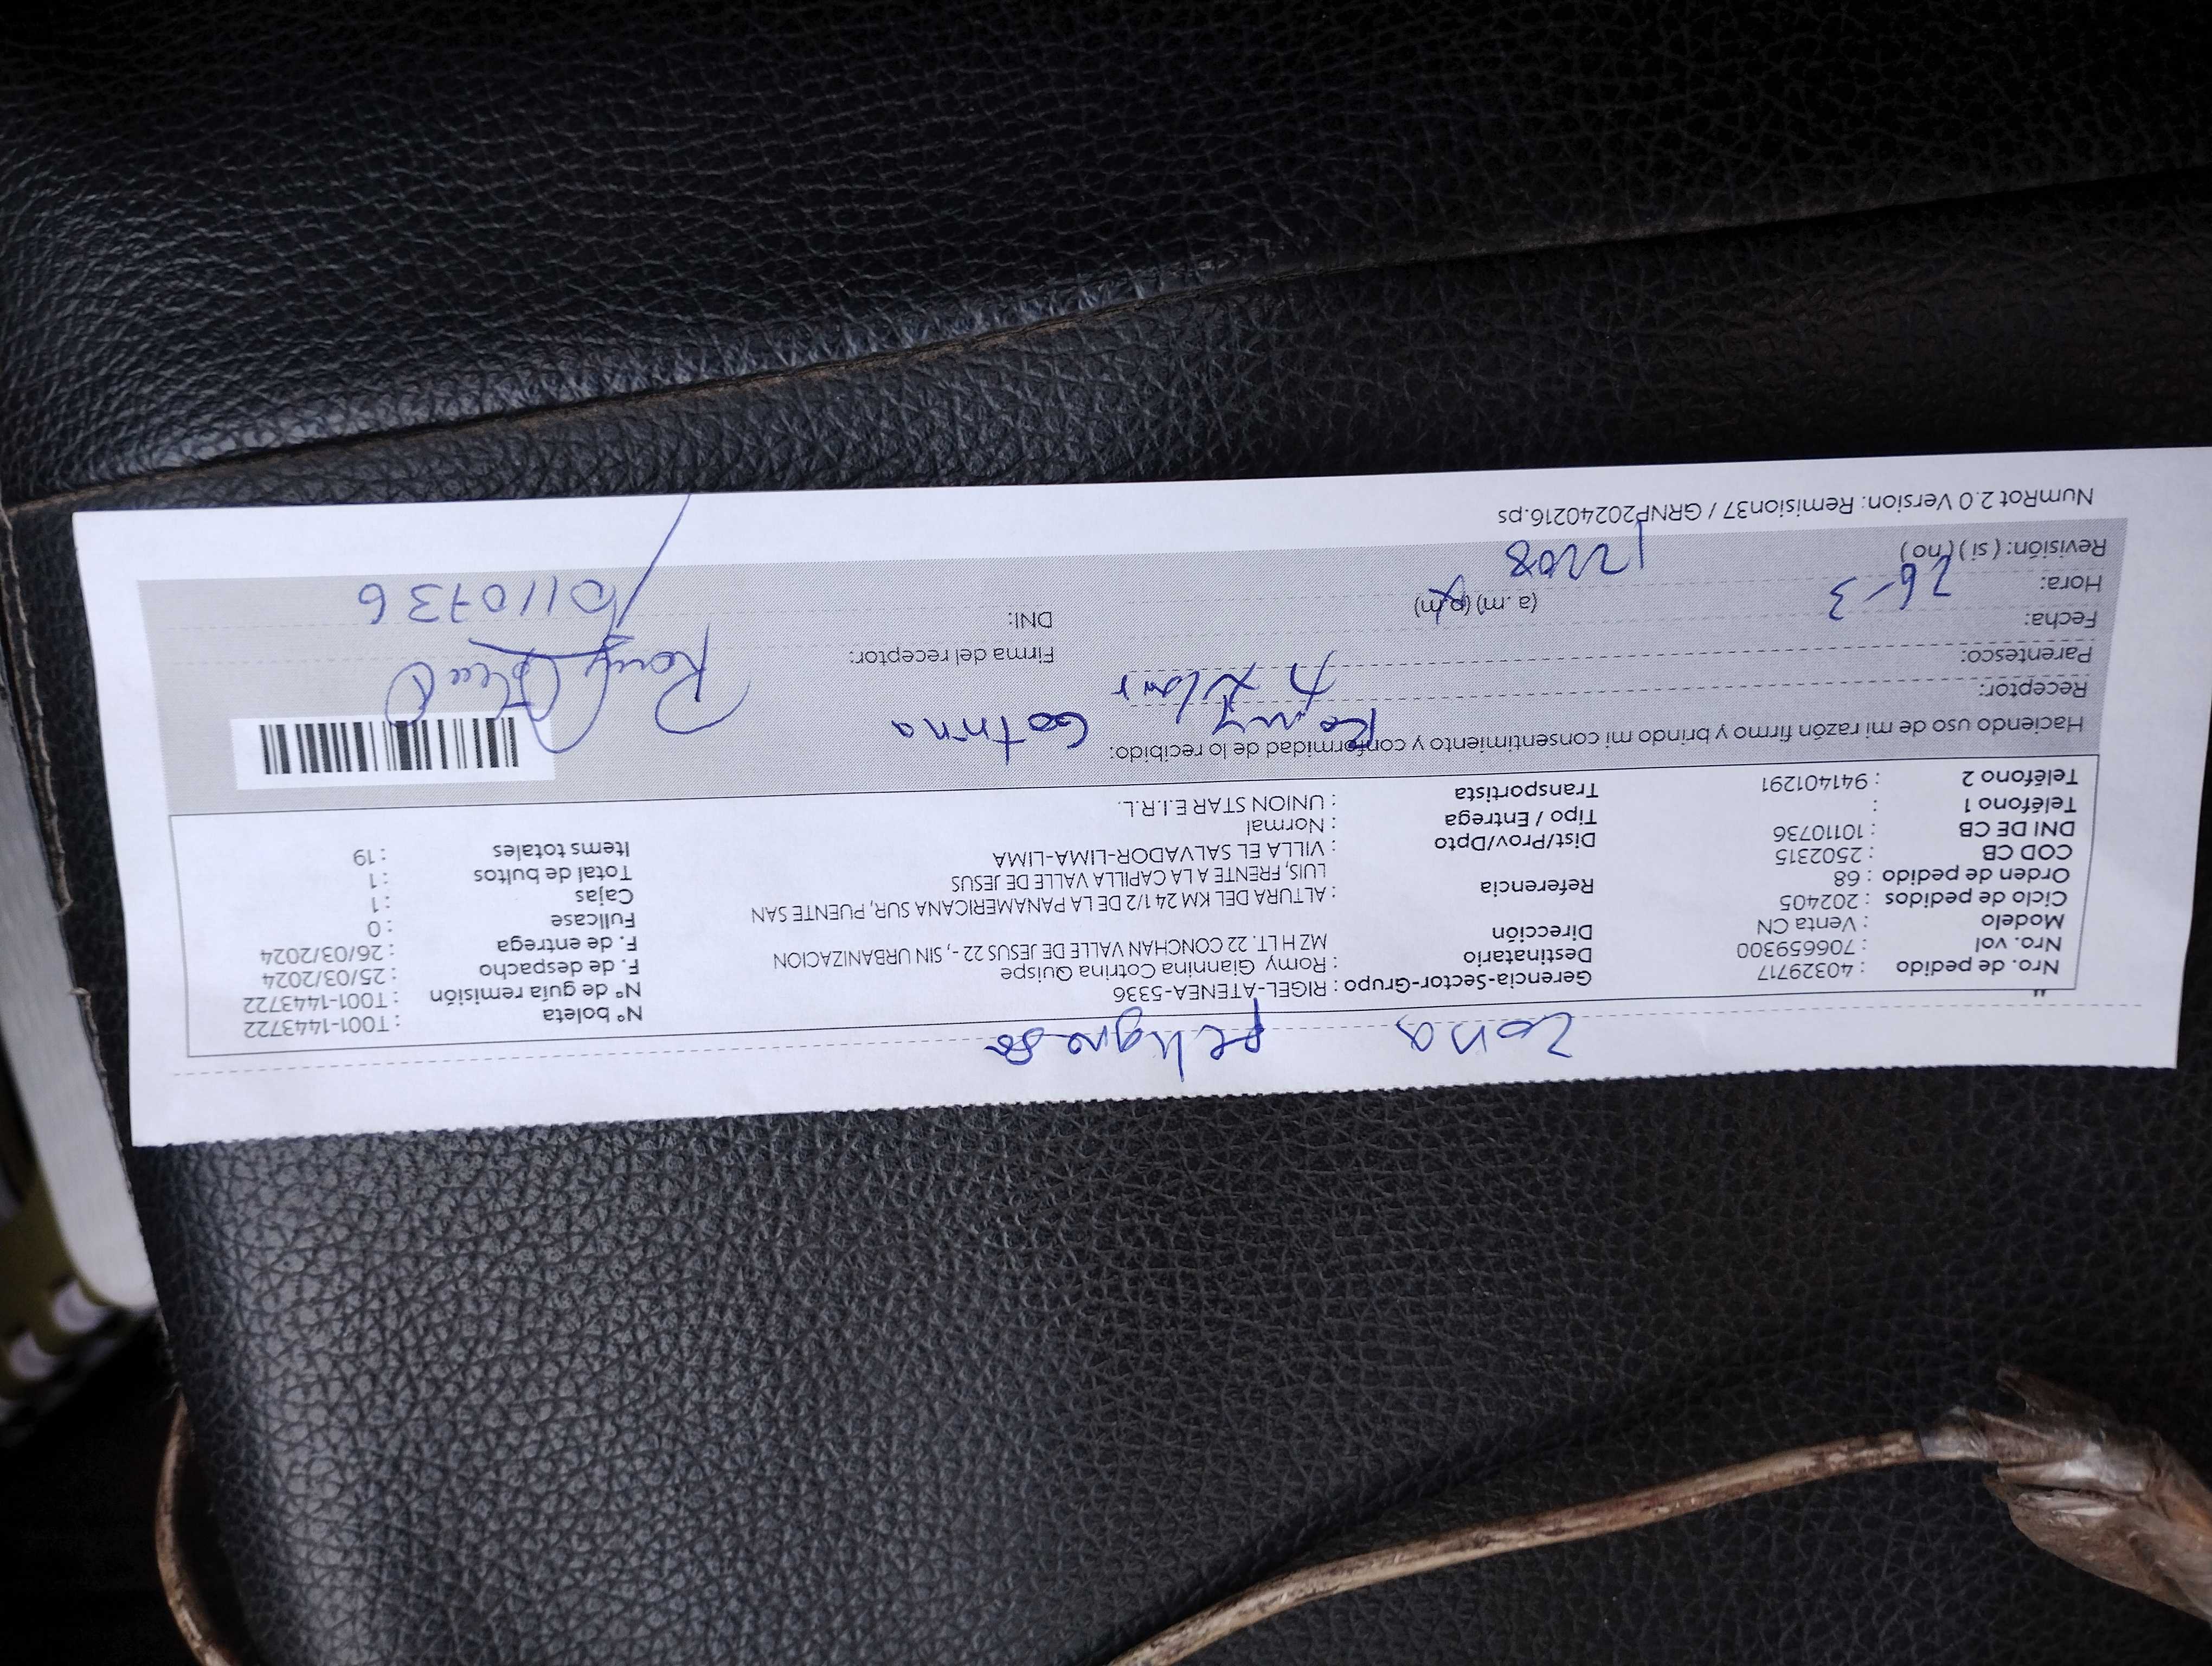 zona peligrosa
Nro. de pedido : 40329717 Gerencia-Sector-Grupo : RIGEL-ATENEA-5336 N° boleta : T001-1443722
Nro. vol : 706659300 Destinatario : Romy Giannina Cotrina Quispe N° de guía remisión : T001-1443722
Modelo : Venta CN Dirección MZ H LT. 22 CONCHAN VALLE DE JESUS 22 -, SIN URBANIZACION F. de despacho : 25/03/2024
Ciclo de pedidos : 202405 F. de entrega : 26/03/2024
Orden de pedido : 68 Referencia : ALTURA DEL KM 24 1/2 DE LA PANAMERICANA SUR, PUENTE SAN Fullcase : 0
COD CB : 2502315 LUIS, FRENTE A LA CAPILLA VALLE DE JESUS Cajas : 1
DNI DE CB : 10110736 Dist/Prov/Dpto : VILLA EL SALVADOR-LIMA-LIMA Total de bultos : 1
Teléfono 1 : Tipo / Entrega : Normal Items totales : 19
Teléfono 2 : 941401291 Transportista : UNION STAR E.I.R.L.
Haciendo uso de mi razón firmo y brindo mi consentimiento y conformidad de lo recibido:
Receptor: Romy Cotrina
Parentesco: Firma del receptor:
Fecha: 26-3 DNI: 10110736
Hora: (a.m) (p.m)
Revisión: ( si ) ( no )
NumRot 2.0 Version: Remision37 / GRNP20240216.ps